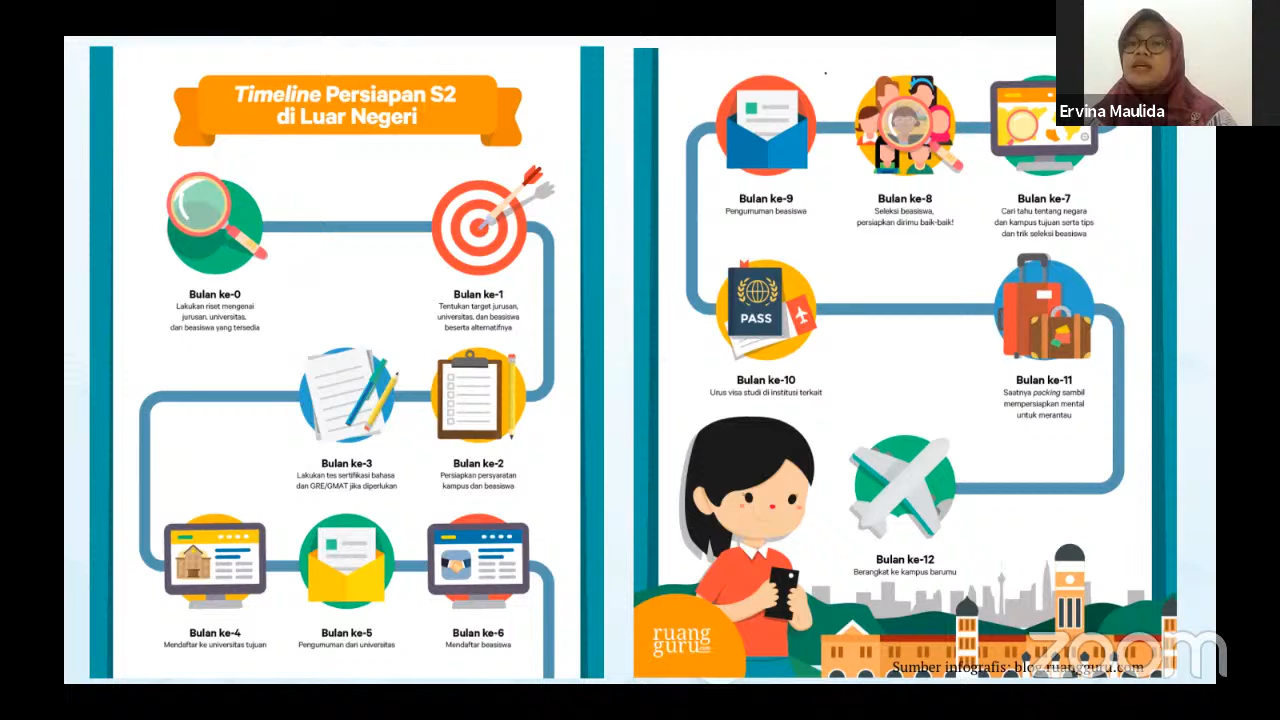 Timeline Persiapan S2
di Luar Negeri
Bulan ke-0
Lakukan riset mengenai
jurusan, universitas,
dan beasiswa yang tersedia
Bulan ke-1
Tentukan target jurusan,
universitas, dan beasiswa
beserta alternatifnya
Bulan ke-3
Lakukan tes sertifikasi bahasa
dan GRE/GMAT jika diperlukan
Bulan ke-2
Persiapkan persyaratan
kampus dan beasiswa
Bulan ke-4
Mendaftar ke universitas tujuan
Bulan ke-5
Pengumuman dari universitas
Bulan ke-6
Mendaftar beasiswa
Bulan ke-9
Pengumuman beasiswa
Bulan ke-8
Seleksi beasiswa,
persiapkan dirimu baik-baik!
Bulan ke-7
Cari tahu tentang negara
dan kampus tujuan serta tips
dan trik seleksi beasiswa
PASS
Bulan ke-10
Urus visa studi di institusi terkait
Bulan ke-11
Saatnya packing sambil
mempersiapkan mental
untuk merantau
Bulan ke-12
Berangkat ke kampus barumu
ruang
guru
Sumber infografis: blog.ruangguru.com
zoom
Ervina Maulida